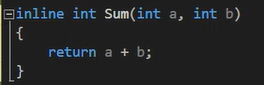 inline int Sum(int a, int b)
{
    return a + b;
}